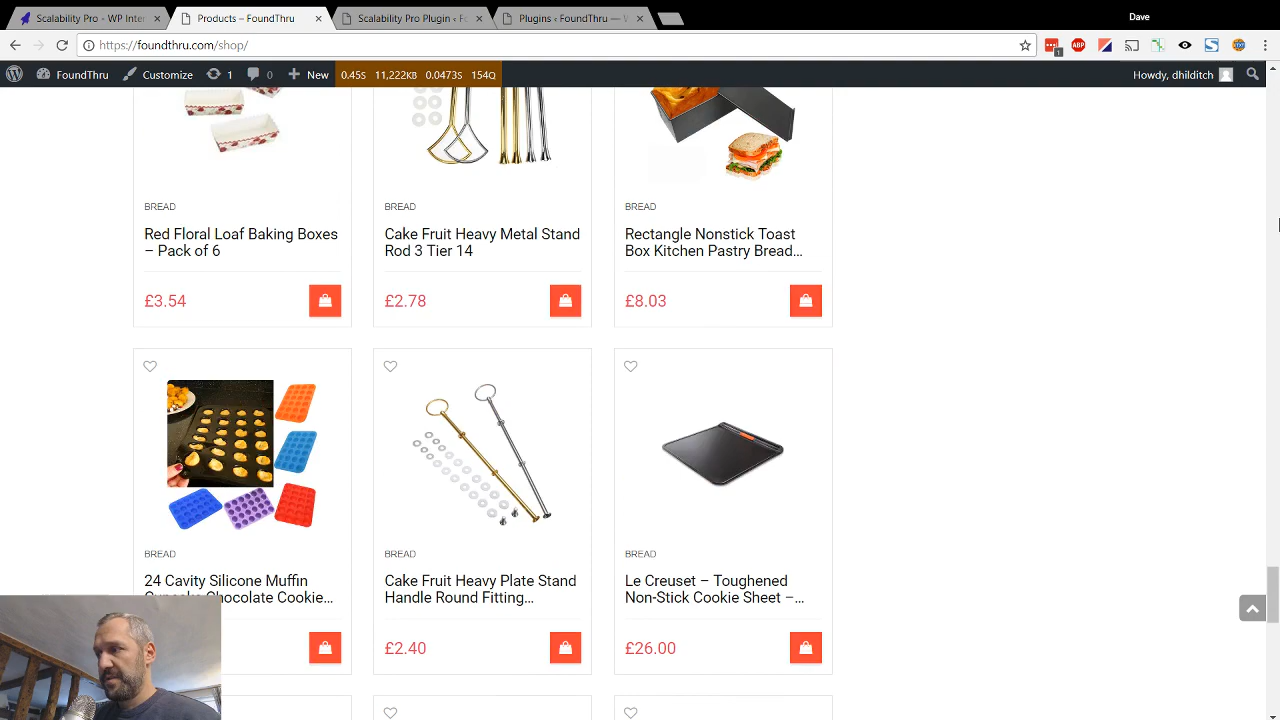 Scalability Pro - WP Inter
Products – FoundThru
Scalability Pro Plugin ‹ Fo
Plugins ‹ FoundThru — W
Dave
https://foundthru.com/shop/
ABP
1
FoundThru
Customize
1
0
New
0.45S 11,222KB 0.0473S 154Q
Howdy, dhilditch
BREAD
Red Floral Loaf Baking Boxes
– Pack of 6
£3.54
BREAD
Cake Fruit Heavy Metal Stand
Rod 3 Tier 14
£2.78
BREAD
Rectangle Nonstick Toast
Box Kitchen Pastry Bread…
£8.03
BREAD
24 Cavity Silicone Muffin
Cupcake Chocolate Cookie…
BREAD
Cake Fruit Heavy Plate Stand
Handle Round Fitting…
£2.40
BREAD
Le Creuset – Toughened
Non-Stick Cookie Sheet –…
£26.00